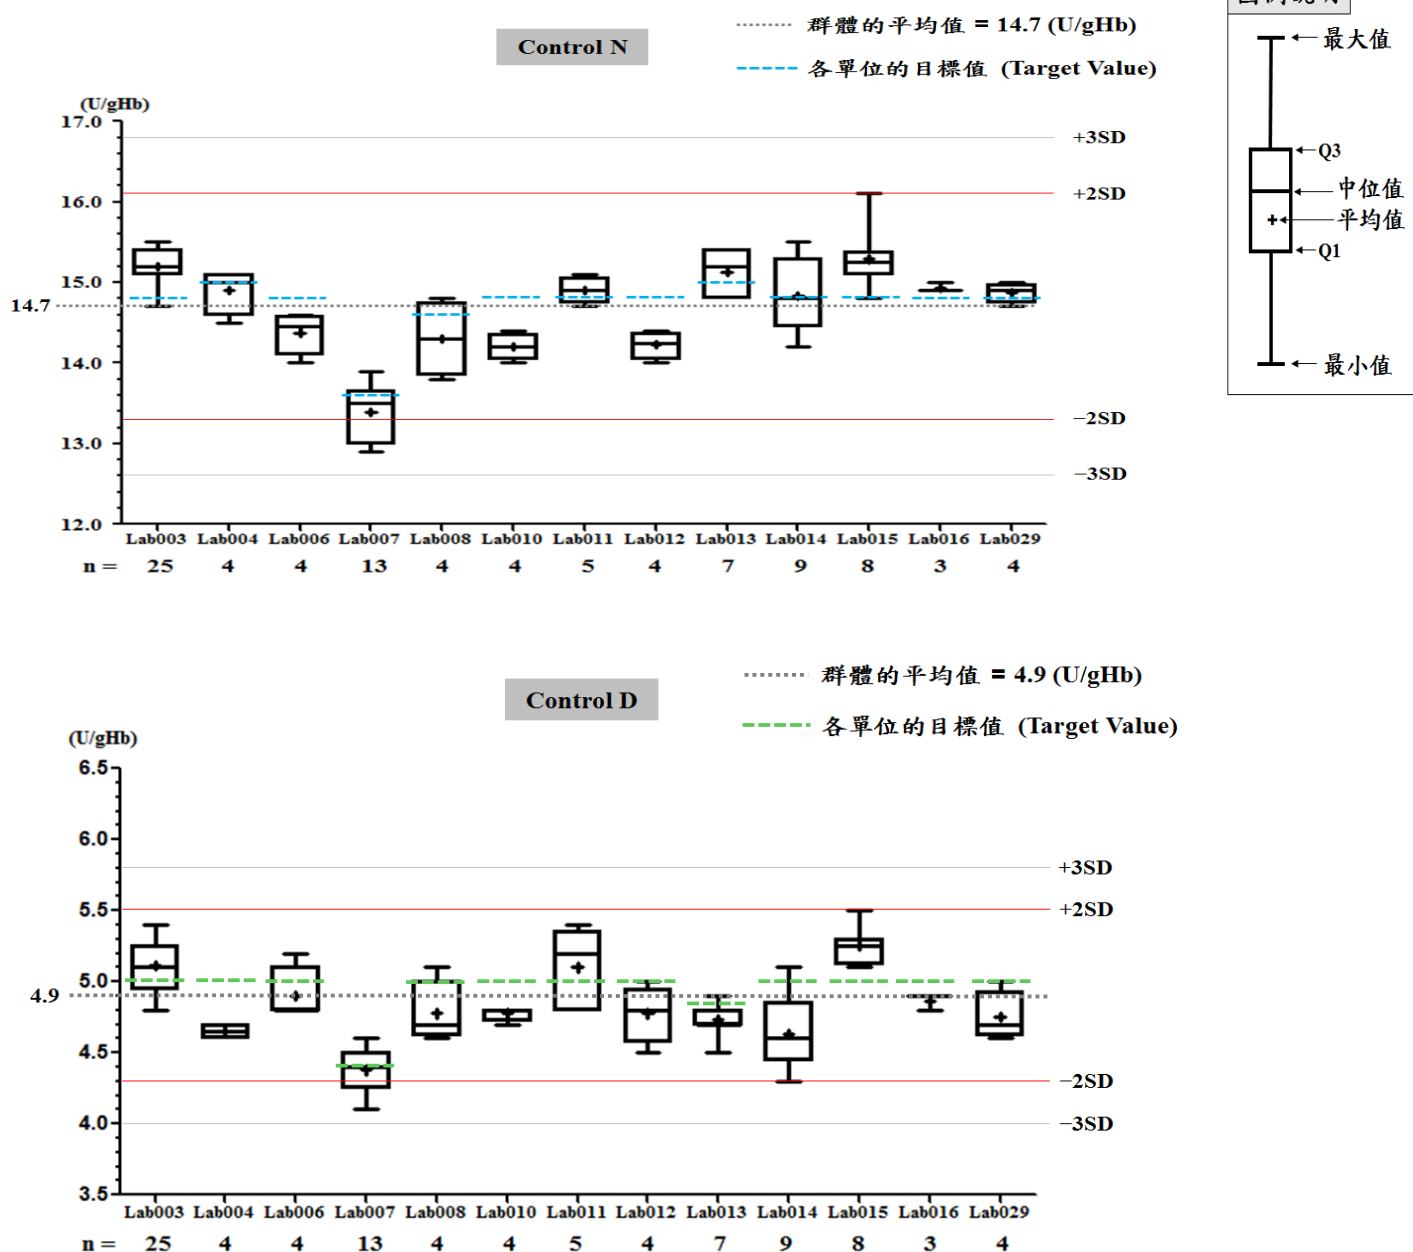 Control N
群體的平均值 = 14.7 (U/gHb)
各單位的目標值 (Target Value)
(U/gHb)
17.0
16.0
15.0
14.7
14.0
13.0
12.0
+3SD
+2SD
−2SD
−3SD
Lab003 Lab004 Lab006 Lab007 Lab008 Lab010 Lab011 Lab012 Lab013 Lab014 Lab015 Lab016 Lab029
n = 25 4 4 13 4 4 5 4 7 9 8 3 4
最大值
Q3
中位值
平均值
Q1
最小值
Control D
群體的平均值 = 4.9 (U/gHb)
各單位的目標值 (Target Value)
(U/gHb)
6.5
6.0
5.5
5.0
4.9
4.5
4.0
3.5
+3SD
+2SD
−2SD
−3SD
Lab003 Lab004 Lab006 Lab007 Lab008 Lab010 Lab011 Lab012 Lab013 Lab014 Lab015 Lab016 Lab029
n = 25 4 4 13 4 4 5 4 7 9 8 3 4